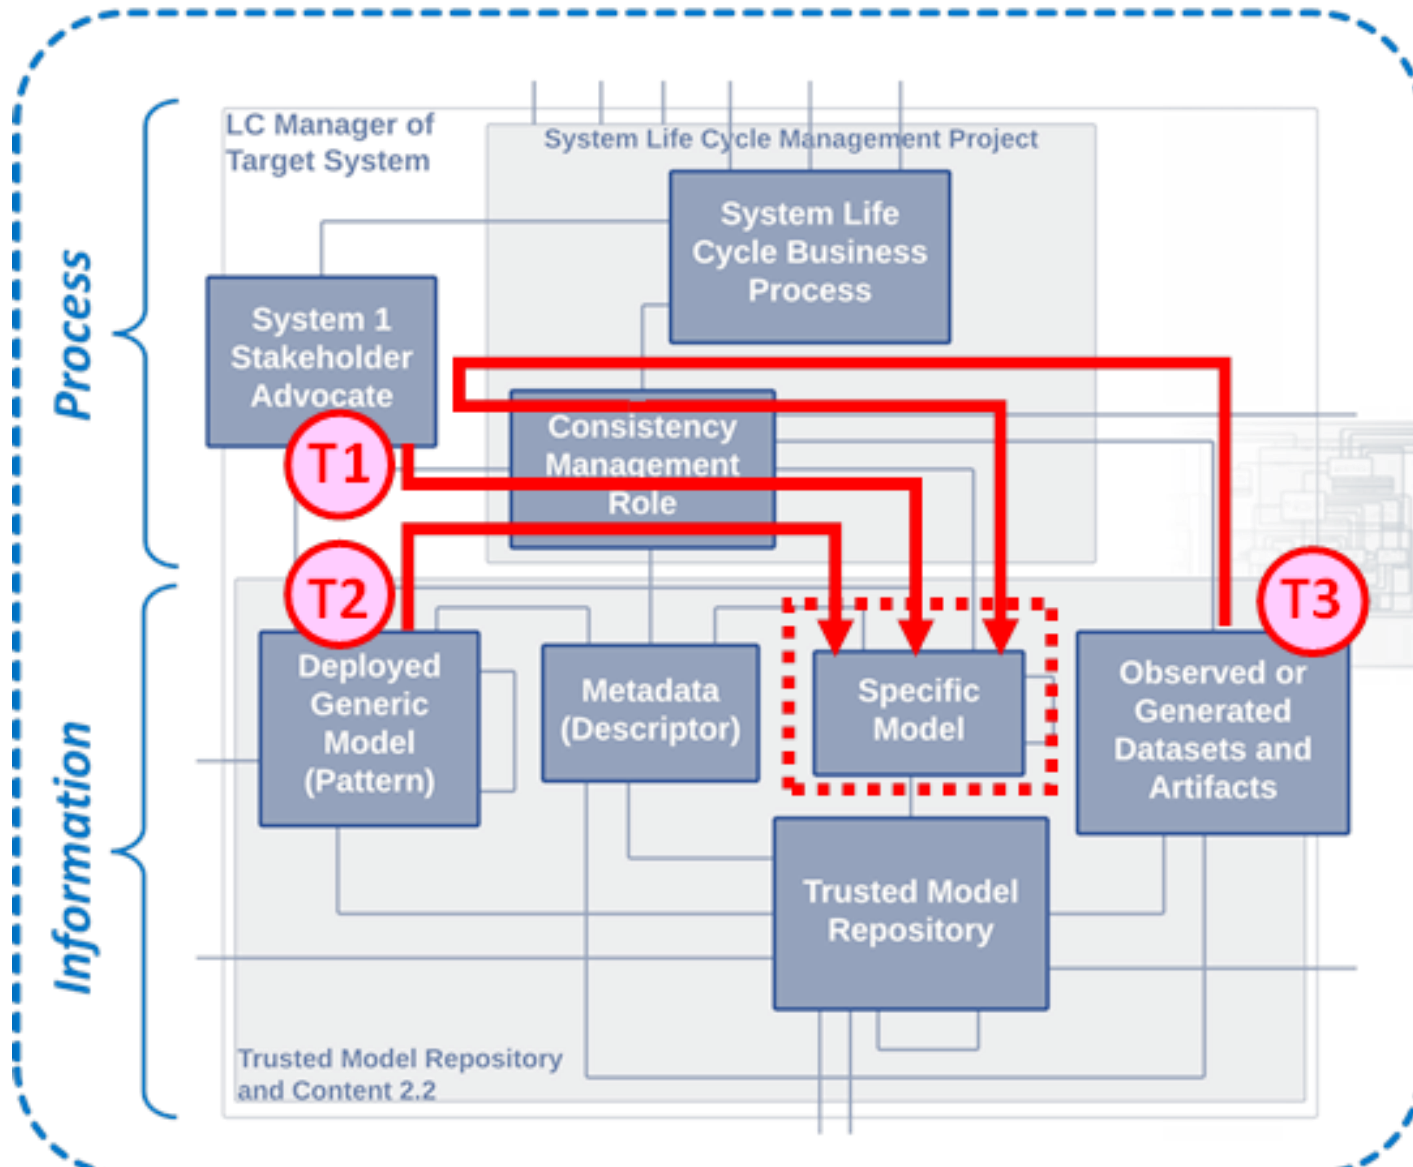 LC Manager of
Target System
System Life Cycle Management Project
System Life
Cycle Business
Process
Process
System 1
Stakeholder
Advocate
Consistency
Management
Role
T1
T2
T3
Deployed
Generic
Model
(Pattern)
Metadata
(Descriptor)
Specific
Model
Observed or
Generated
Datasets and
Artifacts
Information
Trusted Model
Repository
Trusted Model Repository
and Content 2.2